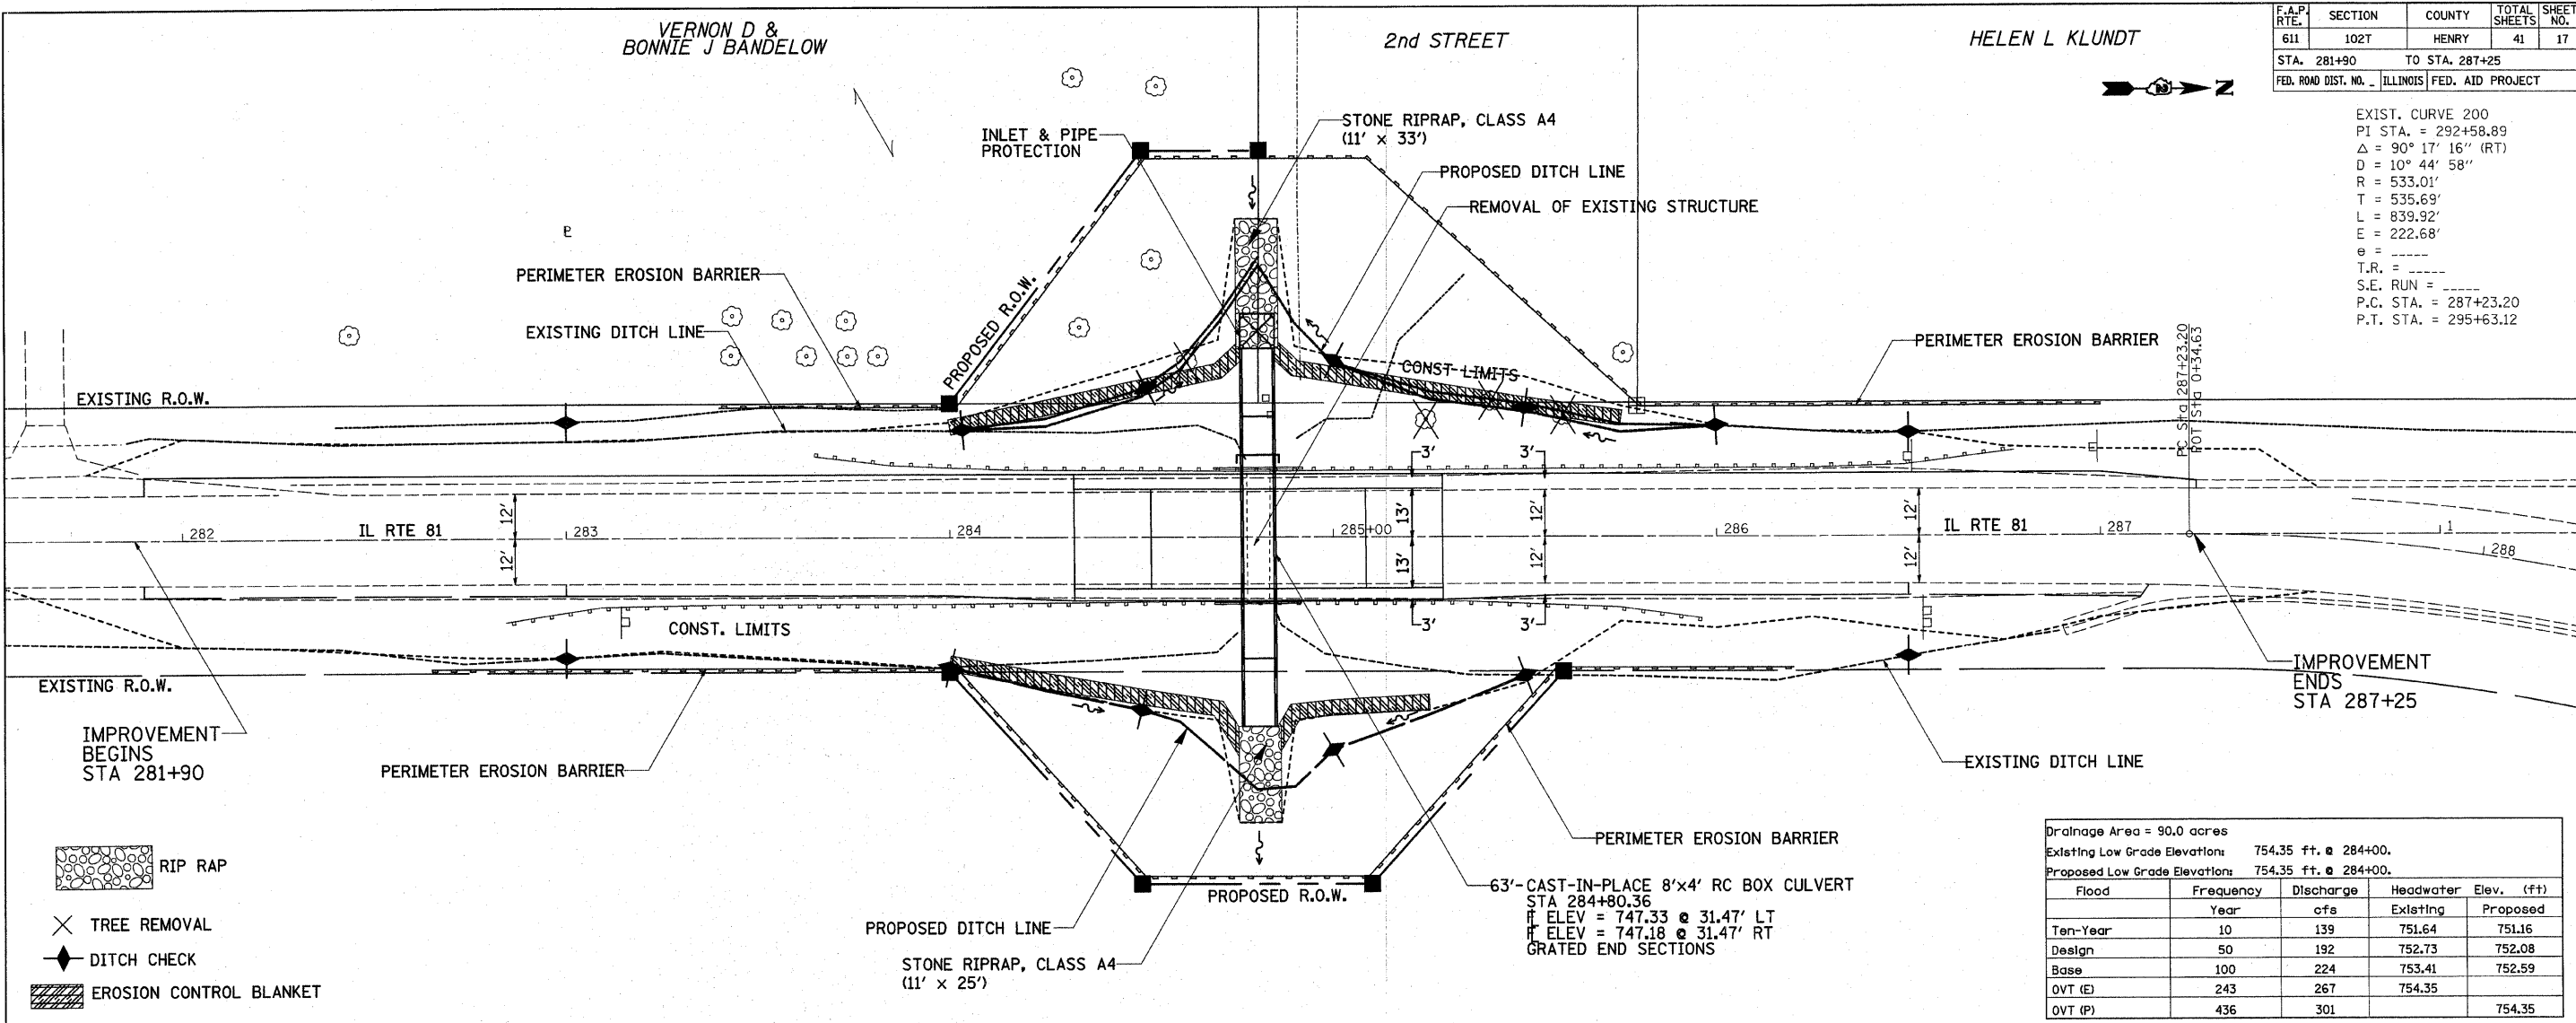 VERNON D &
BONNIE J BANDELOW
2nd STREET
HELEN L KLUNDT
F.A.P. RTE. SECTION COUNTY TOTAL SHEETS SHEET NO.
611 102T HENRY 41 17
STA. 281+90 TO STA. 287+25
FED. ROAD DIST. NO. _ ILLINOIS FED. AID PROJECT
N
EXIST. CURVE 200
PI STA. = 292+58.89
Δ = 90° 17' 16" (RT)
D = 10° 44' 58"
R = 533.01'
T = 535.69'
L = 839.92'
E = 222.68'
e = _____
T.R. = _____
S.E. RUN = _____
P.C. STA. = 287+23.20
P.T. STA. = 295+63.12
INLET & PIPE
PROTECTION
STONE RIPRAP, CLASS A4
(11' x 33')
PROPOSED DITCH LINE
REMOVAL OF EXISTING STRUCTURE
PERIMETER EROSION BARRIER
EXISTING DITCH LINE
PROPOSED R.O.W.
CONST LIMITS
PERIMETER EROSION BARRIER
PC Sta 287+23.20
POT Sta 0+34.63
EXISTING R.O.W.
3' 3'
12' 13' 12' 12'
282 IL RTE 81 283 284 285+00 286 IL RTE 81 287 1
288
12' 13' 12' 12'
3' 3'
CONST. LIMITS
EXISTING R.O.W.
IMPROVEMENT
BEGINS
STA 281+90
PERIMETER EROSION BARRIER
IMPROVEMENT
ENDS
STA 287+25
EXISTING DITCH LINE
PERIMETER EROSION BARRIER
PROPOSED R.O.W.
63'-CAST-IN-PLACE 8'x4' RC BOX CULVERT
STA 284+80.36
ELEV = 747.33 @ 31.47' LT
ELEV = 747.18 @ 31.47' RT
GRATED END SECTIONS
PROPOSED DITCH LINE
STONE RIPRAP, CLASS A4
(11' x 25')
RIP RAP
TREE REMOVAL
DITCH CHECK
EROSION CONTROL BLANKET
Drainage Area = 90.0 acres
Existing Low Grade Elevation: 754.35 ft. @ 284+00.
Proposed Low Grade Elevation: 754.35 ft. @ 284+00.
Flood Frequency Discharge Headwater Elev. (ft)
Year cfs Existing Proposed
Ten-Year 10 139 751.64 751.16
Design 50 192 752.73 752.08
Base 100 224 753.41 752.59
OVT (E) 243 267 754.35
OVT (P) 436 301 754.35